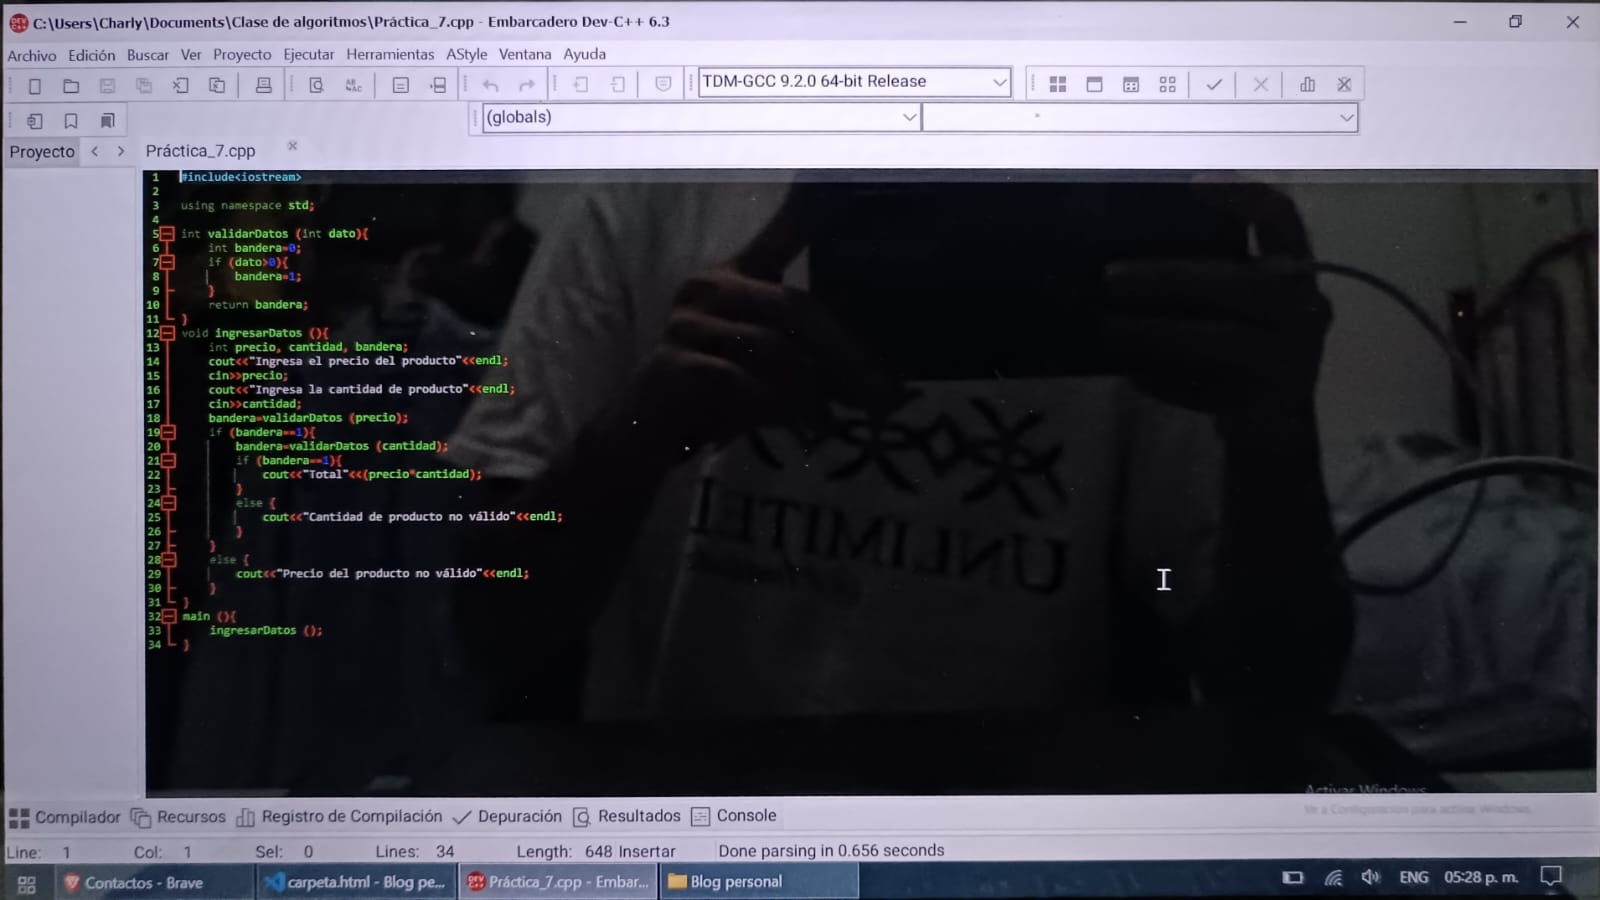 C:\Users\Charly\Documents\Clase de algoritmos\Práctica_7.cpp - Embarcadero Dev-C++ 6.3
Archivo Edición Buscar Ver Proyecto Ejecutar Herramientas AStyle Ventana Ayuda
TDM-GCC 9.2.0 64-bit Release
(globals)
Proyecto < > Práctica_7.cpp
1 #include<iostream>
2
3 using namespace std;
4
5 int validarDatos (int dato){
6 int bandera=0;
7 if (dato>0){
8 bandera=1;
9 }
10 return bandera;
11 }
12 void ingresarDatos (){
13 int precio, cantidad, bandera;
14 cout<<"Ingresa el precio del producto"<<endl;
15 cin>>precio;
16 cout<<"Ingresa la cantidad de producto"<<endl;
17 cin>>cantidad;
18 bandera=validarDatos (precio);
19 if (bandera==1){
20 bandera=validarDatos (cantidad);
21 if (bandera==1){
22 cout<<"Total"<<(precio*cantidad);
23 }
24 else {
25 cout<<"Cantidad de producto no válido"<<endl;
26 }
27 }
28 else {
29 cout<<"Precio del producto no válido"<<endl;
30 }
31 }
32 main (){
33 ingresarDatos ();
34 }
UNLIMITED
Activar Windows
Ve a Configuración para activar Windows.
Compilador Recursos Registro de Compilación Depuración Resultados Console
Line: 1 Col: 1 Sel: 0 Lines: 34 Length: 648 Insertar Done parsing in 0.656 seconds
Contactos - Brave carpeta.html - Blog pe... Práctica_7.cpp - Embar... Blog personal ENG 05:28 p. m.